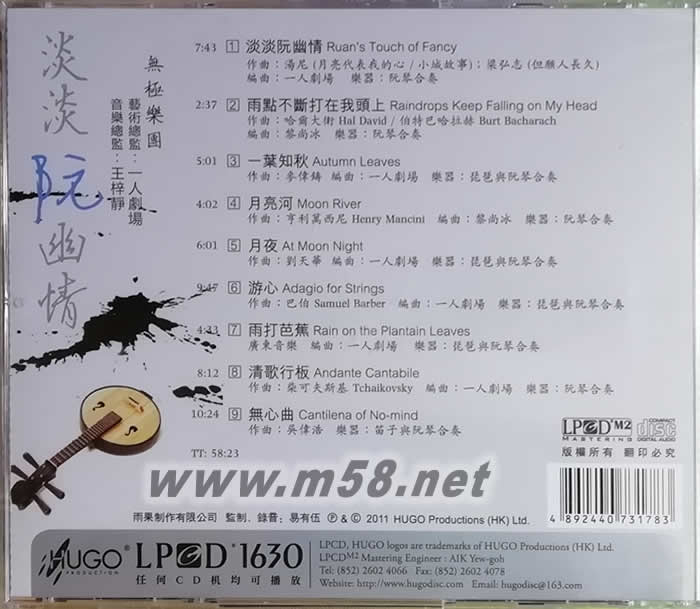 淡淡阮幽情
無極樂團
藝術總監：一人劇場
音樂總監：王梓靜
7:43 1 淡淡阮幽情 Ruan's Touch of Fancy
作曲：湯尼（月亮代表我的心 / 小城故事）；梁弘志（但願人長久）
編曲：一人劇場 樂器：阮琴合奏
2:37 2 雨點不斷打在我頭上 Raindrops Keep Falling on My Head
作曲：哈爾大衛 Hal David / 伯特巴哈拉赫 Burt Bacharach
編曲：黎尚冰 樂器：阮琴合奏
5:01 3 一葉知秋 Autumn Leaves
作曲：麥偉鑄 編曲：一人劇場 樂器：琵琶與阮琴合奏
4:02 4 月亮河 Moon River
作曲：亨利萬西尼 Henry Mancini 編曲：黎尚冰 樂器：阮琴合奏
6:01 5 月夜 At Moon Night
作曲：劉天華 編曲：一人劇場 樂器：琵琶與阮琴合奏
9:47 6 游心 Adagio for Strings
作曲：巴伯 Samuel Barber 編曲：一人劇場 樂器：琵琶與阮琴合奏
4:33 7 雨打芭蕉 Rain on the Plantain Leaves
廣東音樂 編曲：一人劇場 樂器：琵琶與阮琴合奏
8:12 8 清歌行板 Andante Cantabile
作曲：柴可夫斯基 Tchaikovsky 編曲：一人劇場 樂器：阮琴合奏
10:24 9 無心曲 Cantilena of No-mind
作曲：吳偉浩 樂器：笛子與阮琴合奏
TT: 58:23
LPCD M2
MASTERING
COMPACT disc DIGITAL AUDIO
版權所有 翻印必究
www.m58.net
4892440731783
雨果制作有限公司 監制、錄音：易有伍 ℗ & © 2011 HUGO Productions (HK) Ltd.
HUGO®
PRODUCTION
LPCD 1630
任何CD机均可播放
LPCD, HUGO logos are trademarks of HUGO Productions (HK) Ltd.
LPCD M2 Mastering Engineer : AIK Yew-goh
Tel: (852) 2602 4066 Fax: (852) 2602 4078
Website: http://www.hugodisc.com Email: hugodisc@163.com